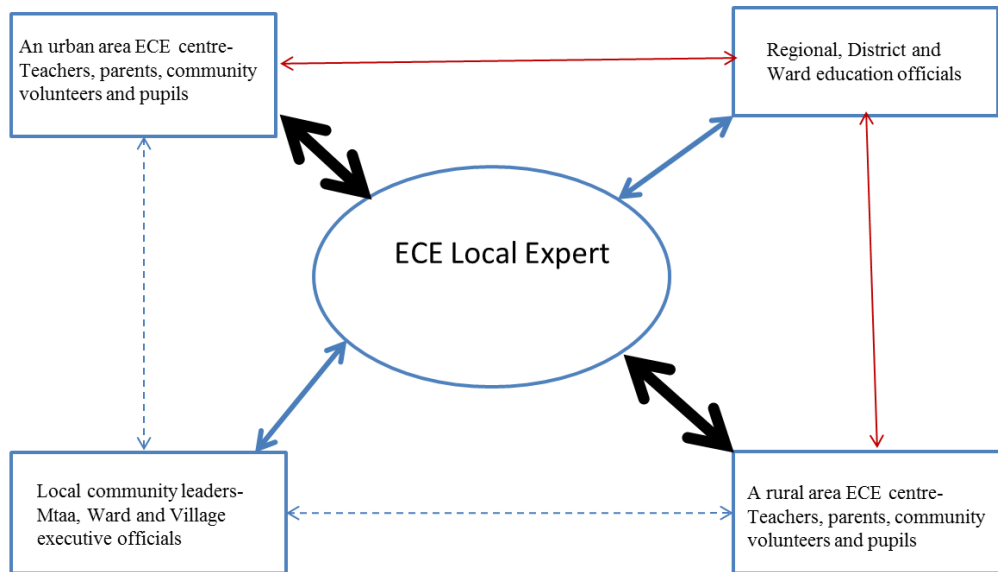 An urban area ECE centre-
Teachers, parents, community
volunteers and pupils
Regional, District and
Ward education officials
ECE Local Expert
Local community leaders-
Mtaa, Ward and Village
executive officials
A rural area ECE centre-
Teachers, parents, community
volunteers and pupils